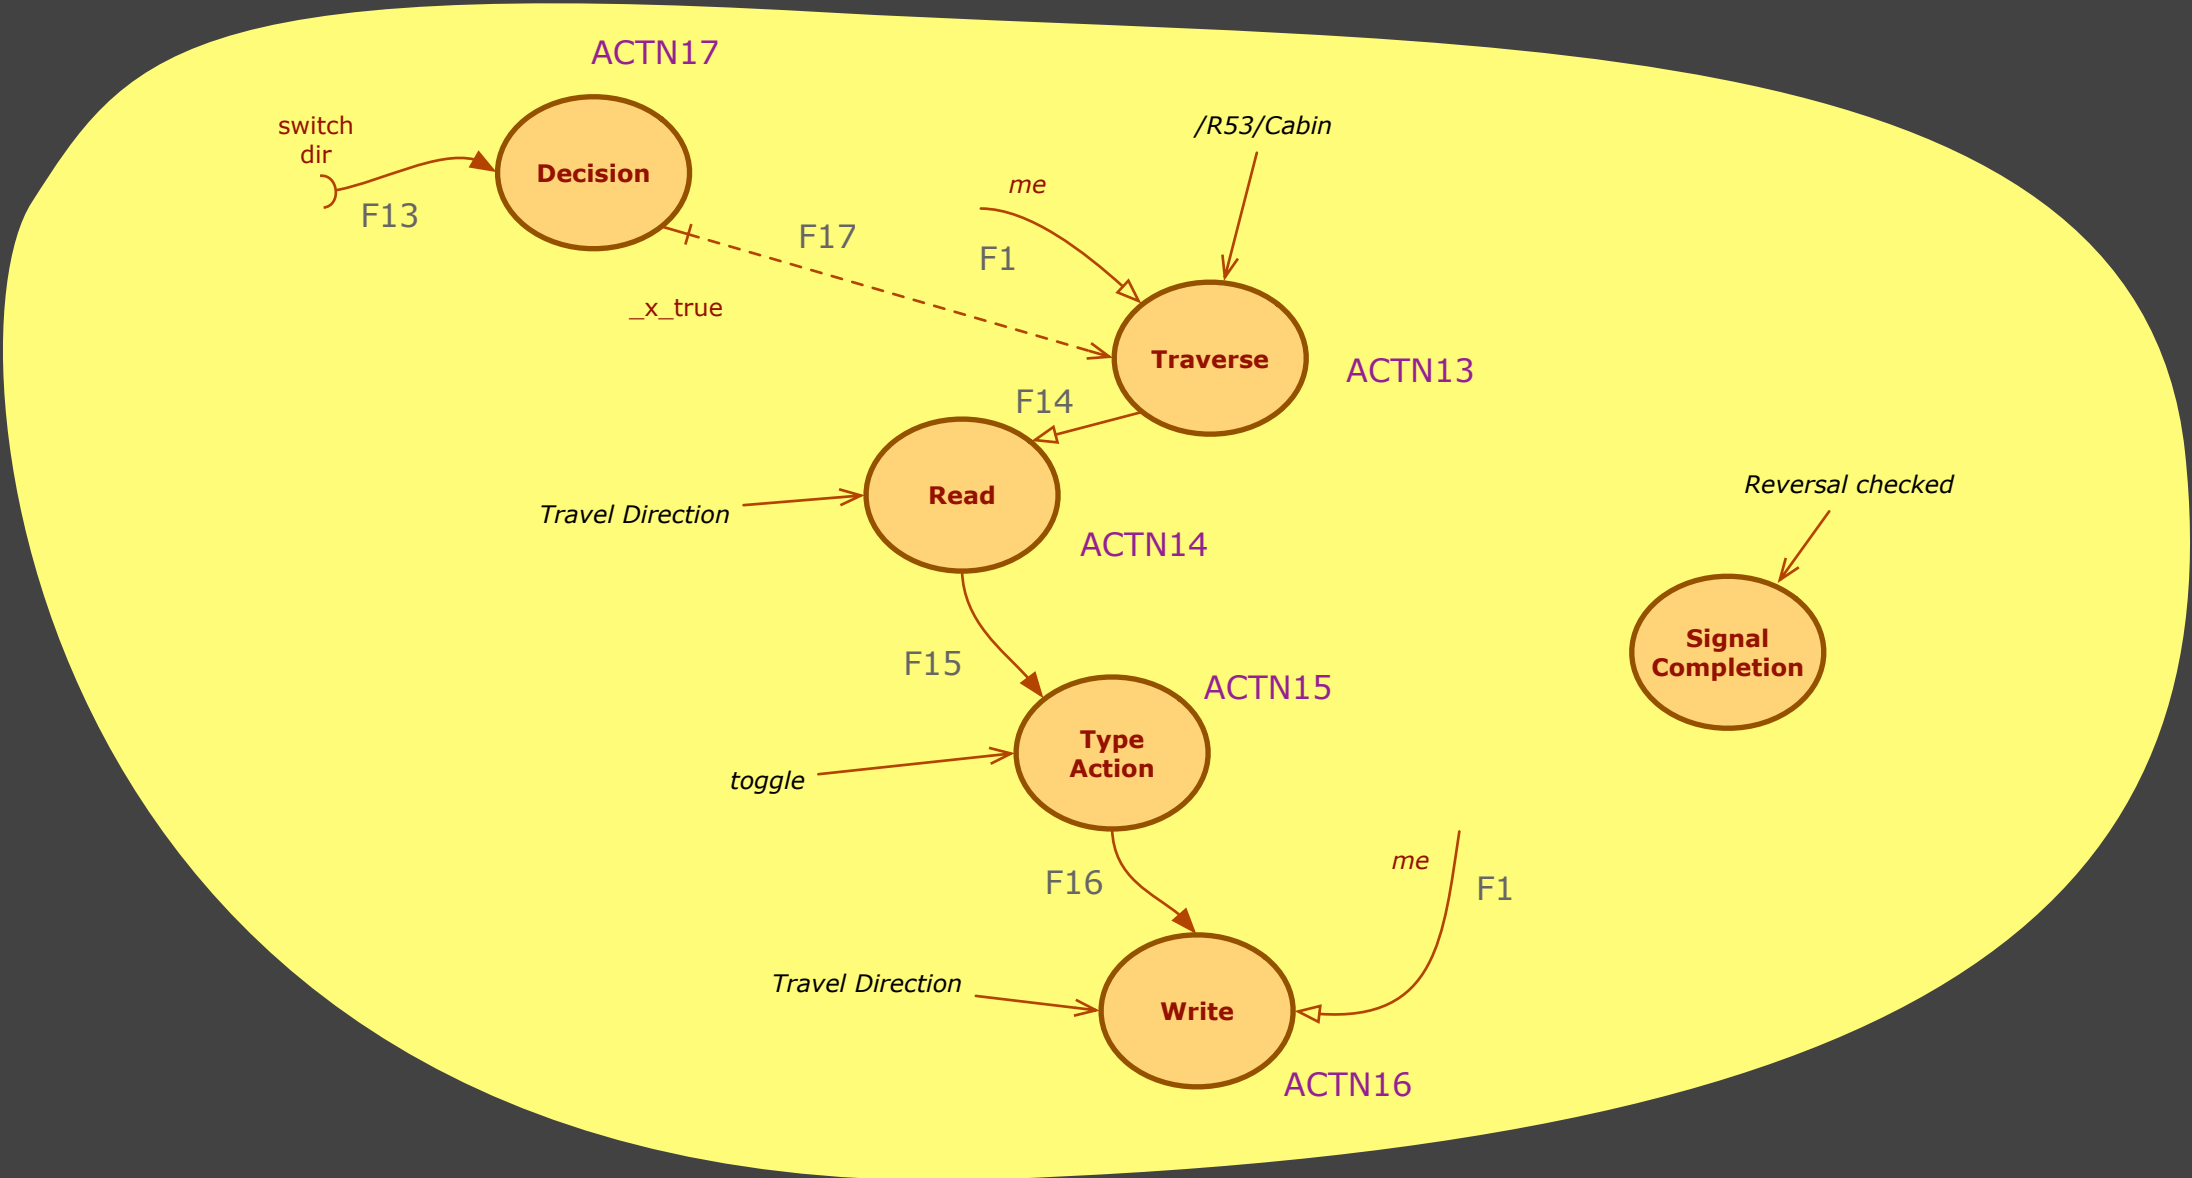 ACTN17
switch
dir
F13
Decision
/R53/Cabin
me
F17
F1
_x_true
Traverse
ACTN13
F14
Read
Travel Direction
ACTN14
Reversal checked
Signal
Completion
F15
ACTN15
Type
Action
toggle
F16
me
F1
Travel Direction
Write
ACTN16